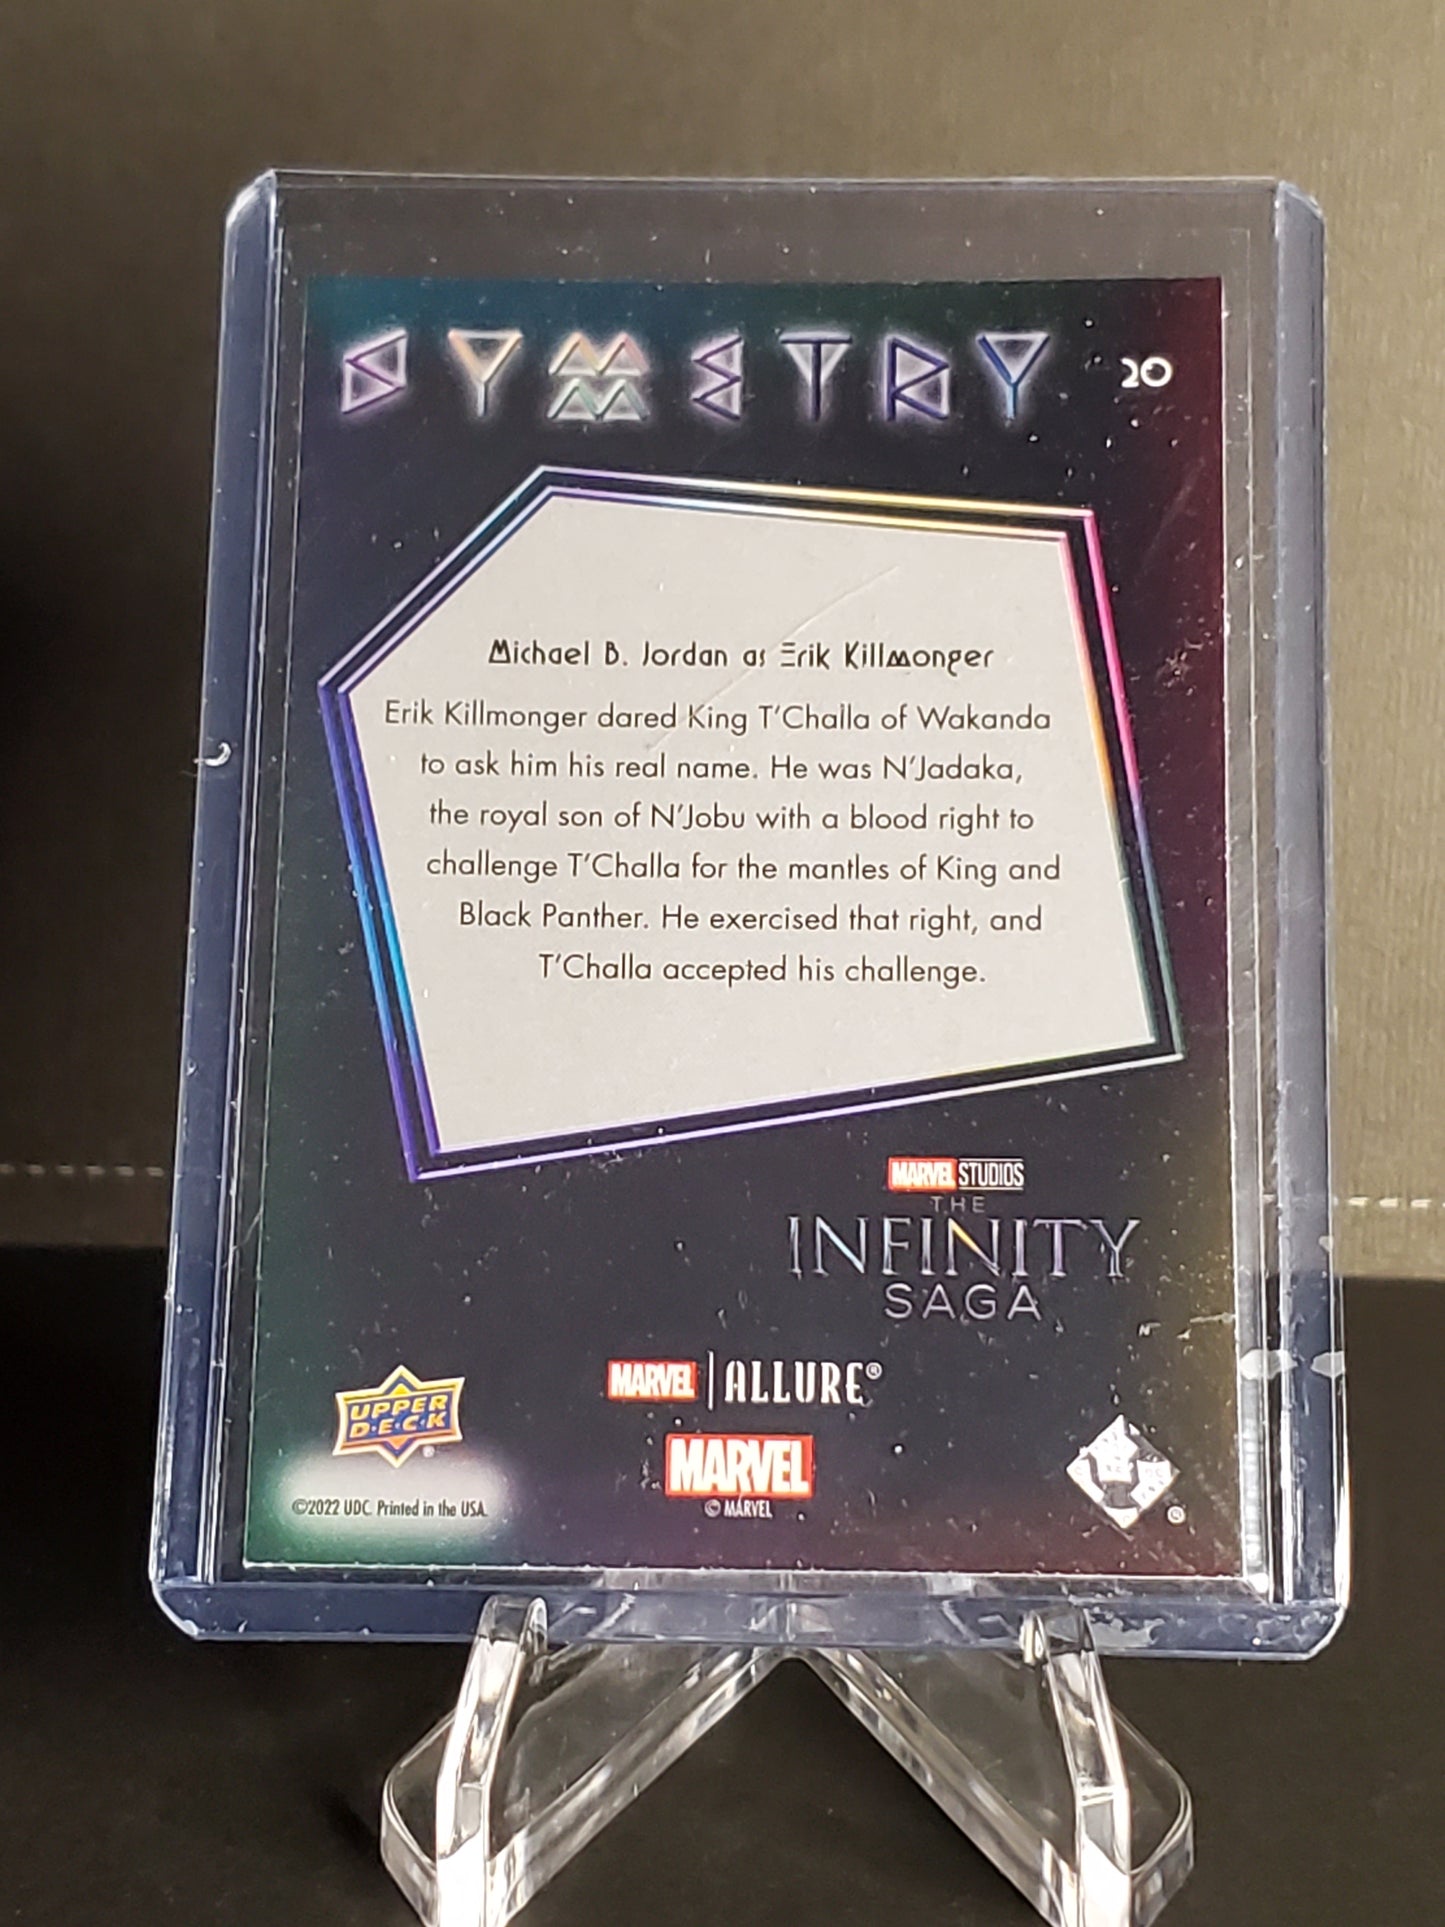 SYMMETRY 20
Michael B. Jordan as Erik Killmonger
Erik Killmonger dared King T'Challa of Wakanda
to ask him his real name. He was N'Jadaka,
the royal son of N'Jobu with a blood right to
challenge T'Challa for the mantles of King and
Black Panther. He exercised that right, and
T'Challa accepted his challenge.
MARVEL STUDIOS
THE
INFINITY
SAGA
MARVEL | ALLURE®
UPPER
D·E·C·K
®
MARVEL
©2022 UDC. Printed in the USA.
© MARVEL
®